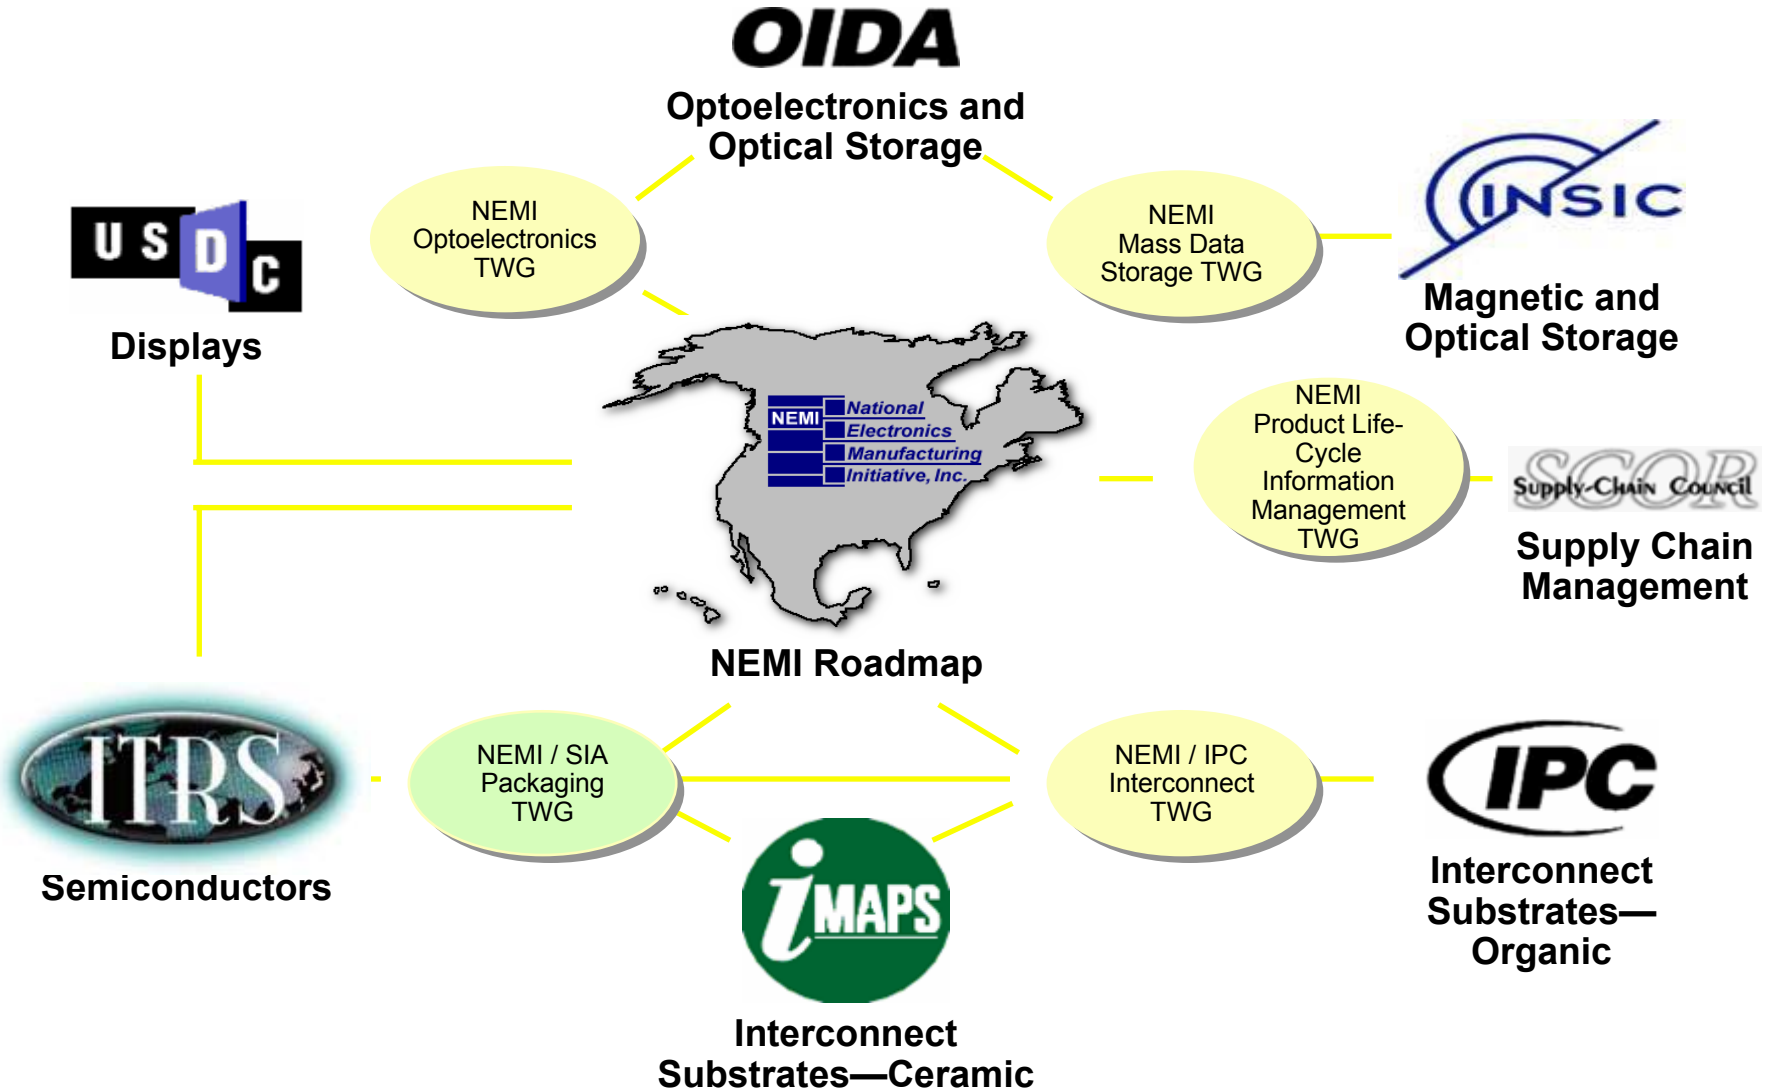 OIDA
Optoelectronics and
Optical Storage
USDC
Displays
NEMI
Optoelectronics
TWG
NEMI
Mass Data
Storage TWG
INSIC
Magnetic and
Optical Storage
NEMI
National
Electronics
Manufacturing
Initiative, Inc.
NEMI
Product Life-
Cycle
Information
Management
TWG
SCOR
Supply-Chain Council
Supply Chain
Management
NEMI Roadmap
ITRS
Semiconductors
NEMI / SIA
Packaging
TWG
NEMI / IPC
Interconnect
TWG
IPC
Interconnect
Substrates—
Organic
iMAPS
Interconnect
Substrates—Ceramic